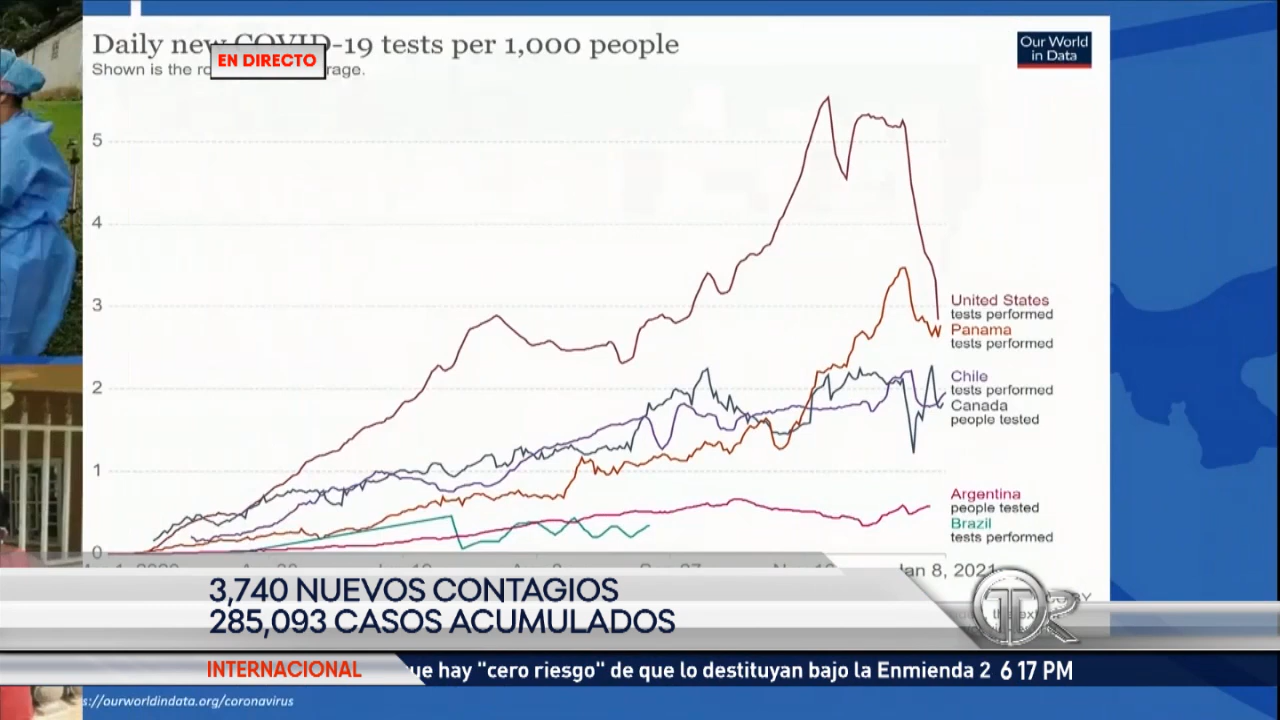 Daily new COVID-19 tests per 1,000 people
Our World
in Data
EN DIRECTO
Shown is the
5
4
3
2
1
0
United States
tests performed
Panama
tests performed
Chile
tests performed
Canada
people tested
Argentina
people tested
Brazil
tests performed
Jan 8, 2021
3,740 NUEVOS CONTAGIOS
285,093 CASOS ACUMULADOS
TR
INTERNACIONAL
ue hay "cero riesgo" de que lo destituyan bajo la Enmienda 2
6 17 PM
s://ourworldindata.org/coronavirus